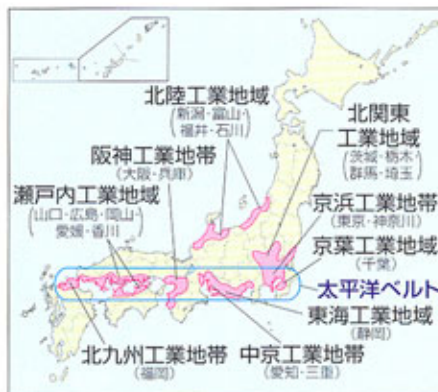 北陸工業地域
(新潟・富山・
福井・石川)
北関東
工業地域
(茨城・栃木・
群馬・埼玉)
阪神工業地帯
(大阪・兵庫)
瀬戸内工業地域
(山口・広島・岡山・
愛媛・香川)
京浜工業地帯
(東京・神奈川)
京葉工業地域
(千葉)
太平洋ベルト
東海工業地域
(静岡)
北九州工業地帯
(福岡)
中京工業地帯
(愛知・三重)